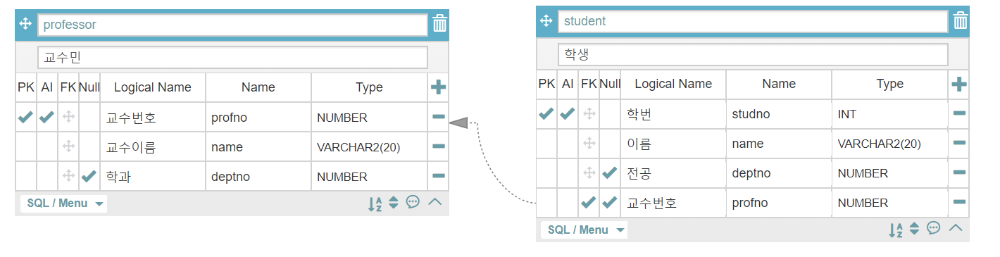 professor
교수민
PK AI FK Null Logical Name Name Type
교수번호 profno NUMBER
교수이름 name VARCHAR2(20)
학과 deptno NUMBER
SQL / Menu
student
학생
PK AI FK Null Logical Name Name Type
학번 studno INT
이름 name VARCHAR2(20)
전공 deptno NUMBER
교수번호 profno NUMBER
SQL / Menu